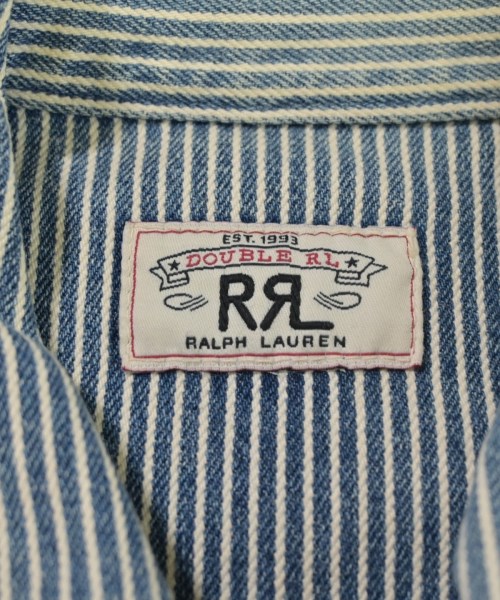 EST. 1993
DOUBLE RL
RRL
RALPH LAUREN